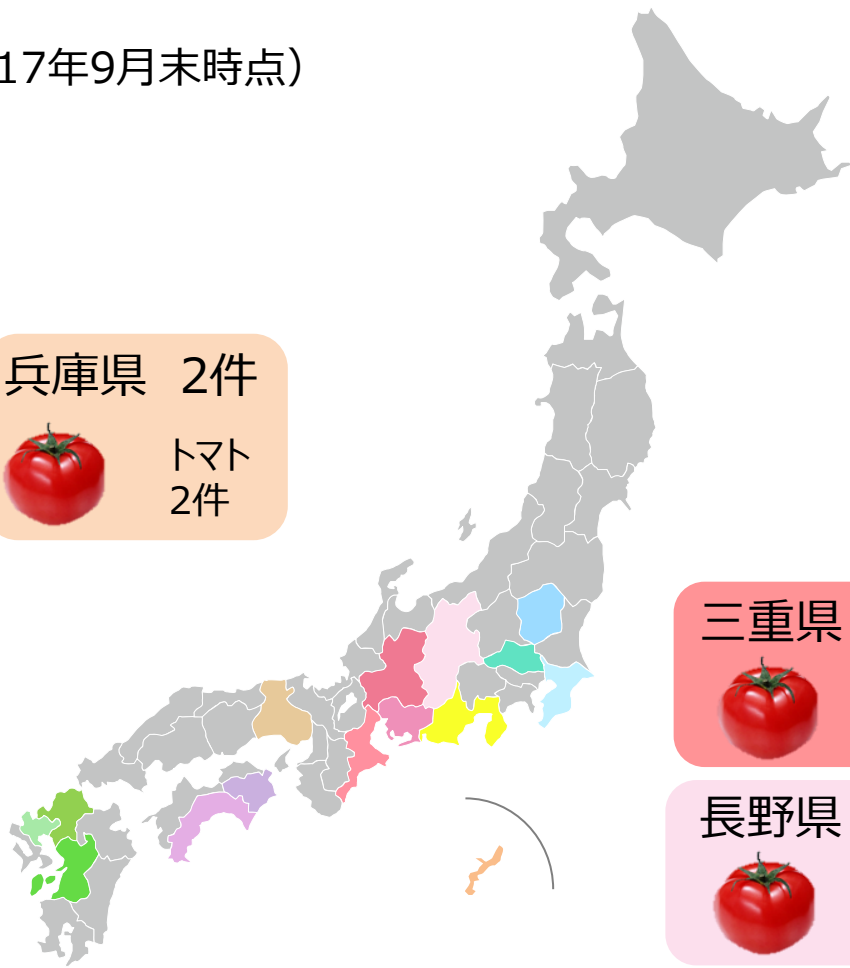 17年9月末時点）
兵庫県 2件
トマト
2件
三重県
長野県